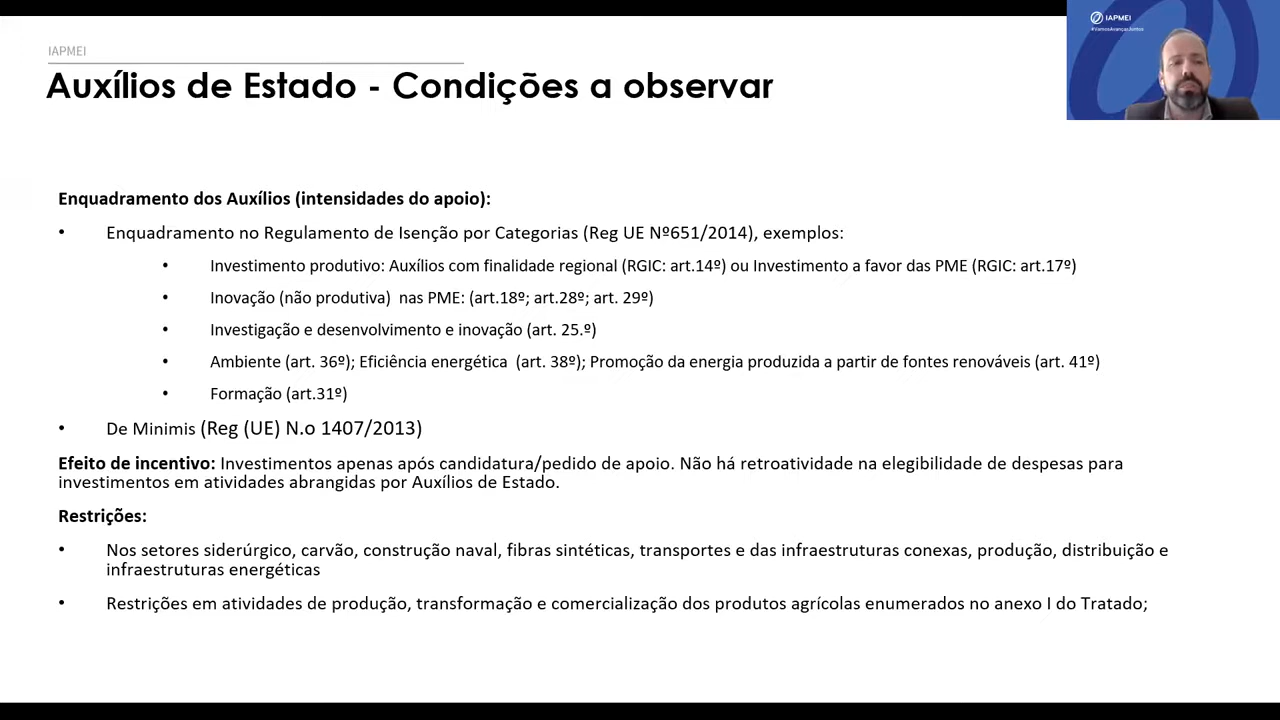 IAPMEI
Auxílios de Estado - Condições a observar
IAPMEI
#VamosAvançarJuntos
Enquadramento dos Auxílios (intensidades do apoio):
• Enquadramento no Regulamento de Isenção por Categorias (Reg UE Nº651/2014), exemplos:
• Investimento produtivo: Auxílios com finalidade regional (RGIC: art.14º) ou Investimento a favor das PME (RGIC: art.17º)
• Inovação (não produtiva) nas PME: (art.18º; art.28º; art. 29º)
• Investigação e desenvolvimento e inovação (art. 25.º)
• Ambiente (art. 36º); Eficiência energética (art. 38º); Promoção da energia produzida a partir de fontes renováveis (art. 41º)
• Formação (art.31º)
• De Minimis (Reg (UE) N.o 1407/2013)
Efeito de incentivo: Investimentos apenas após candidatura/pedido de apoio. Não há retroatividade na elegibilidade de despesas para
investimentos em atividades abrangidas por Auxílios de Estado.
Restrições:
• Nos setores siderúrgico, carvão, construção naval, fibras sintéticas, transportes e das infraestruturas conexas, produção, distribuição e
infraestruturas energéticas
• Restrições em atividades de produção, transformação e comercialização dos produtos agrícolas enumerados no anexo I do Tratado;